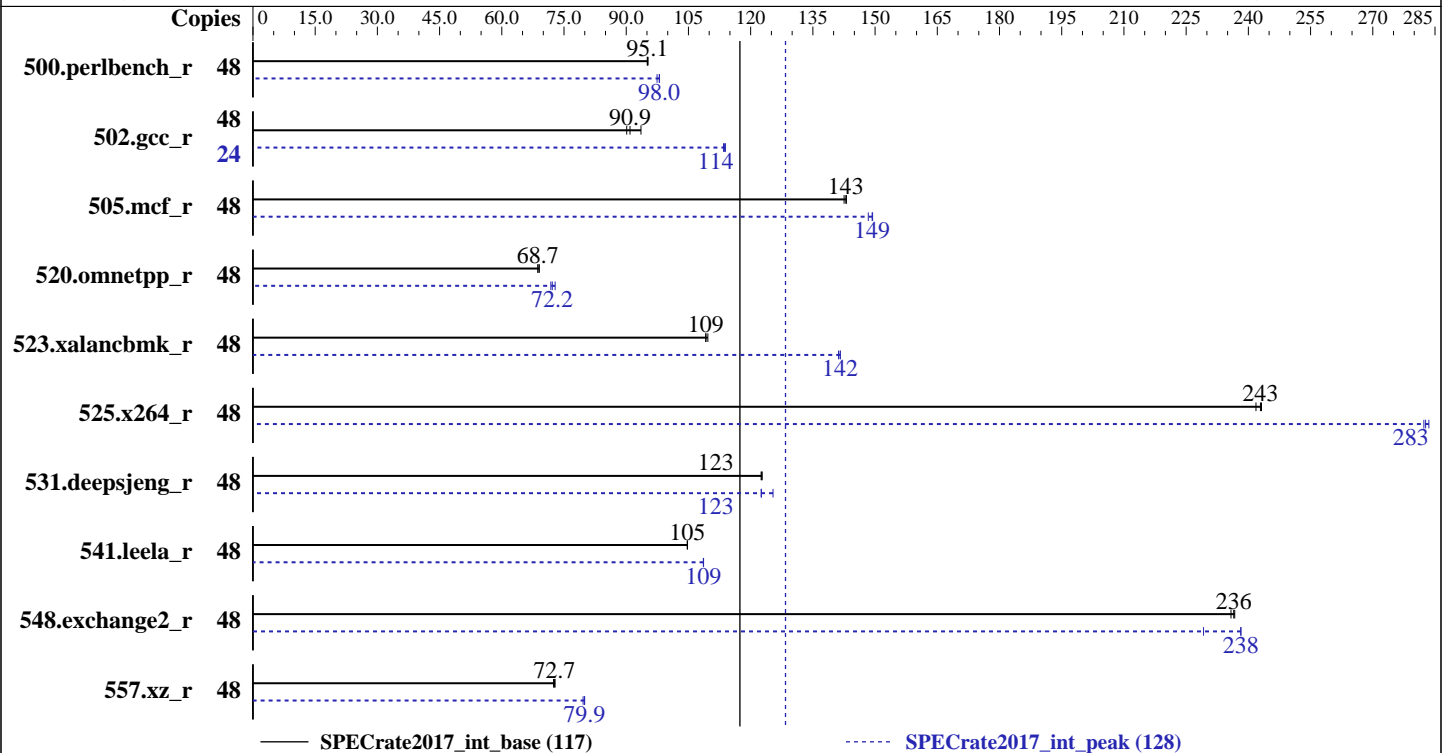 Copies 0 15.0 30.0 45.0 60.0 75.0 90.0 105 120 135 150 165 180 195 210 225 240 255 270 285
500.perlbench_r 48 95.1
98.0
48 90.9
502.gcc_r
24 114
505.mcf_r 48 143
149
520.omnetpp_r 48 68.7
72.2
523.xalancbmk_r 48 109
142
525.x264_r 48 243
283
531.deepsjeng_r 48 123
123
541.leela_r 48 105
109
548.exchange2_r 48 236
238
557.xz_r 48 72.7
79.9
SPECrate2017_int_base (117) SPECrate2017_int_peak (128)